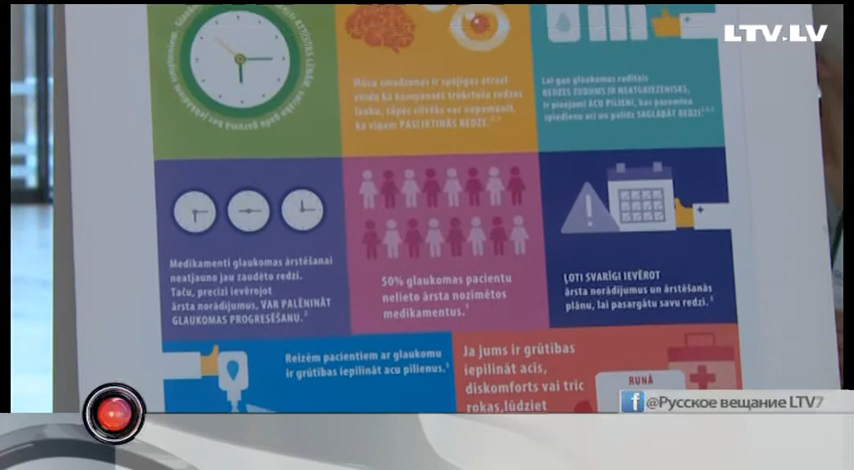 LTV.LV
Mūsu smadzenes ir spējīgas atrast
veidu kā kompensēt trūkstošo redzes
lauku, tāpēc cilvēks var nepamanīt,
ka viņam PASLIKTINĀS REDZE.
Lai gan glaukomas radītais
REDZES ZUDUMS IR NEATGRIEZENISKS,
ir pieejami ACU PILIENI, kas pazemina
spiedienu acī un palīdz SAGLABĀT REDZI.
Medikamenti glaukomas ārstēšanai
neatjauno jau zaudēto redzi.
Taču, precīzi ievērojot
ārsta norādījumus, VAR PALĒNINĀT
GLAUKOMAS PROGRESĒŠANU.²
50% glaukomas pacientu
nelieto ārsta nozīmētos
medikamentus.
ĻOTI SVARĪGI IEVĒROT
ārsta norādījumus un ārstēšanās
plānu, lai pasargātu savu redzi.
Reizēm pacientiem ar glaukomu
ir grūtības iepilināt acu pilienus.
Ja jums ir grūtības
iepilināt acīs,
diskomforts vai trīc
rokas, lūdziet
RUNĀ
f @Русское вещание LTV7